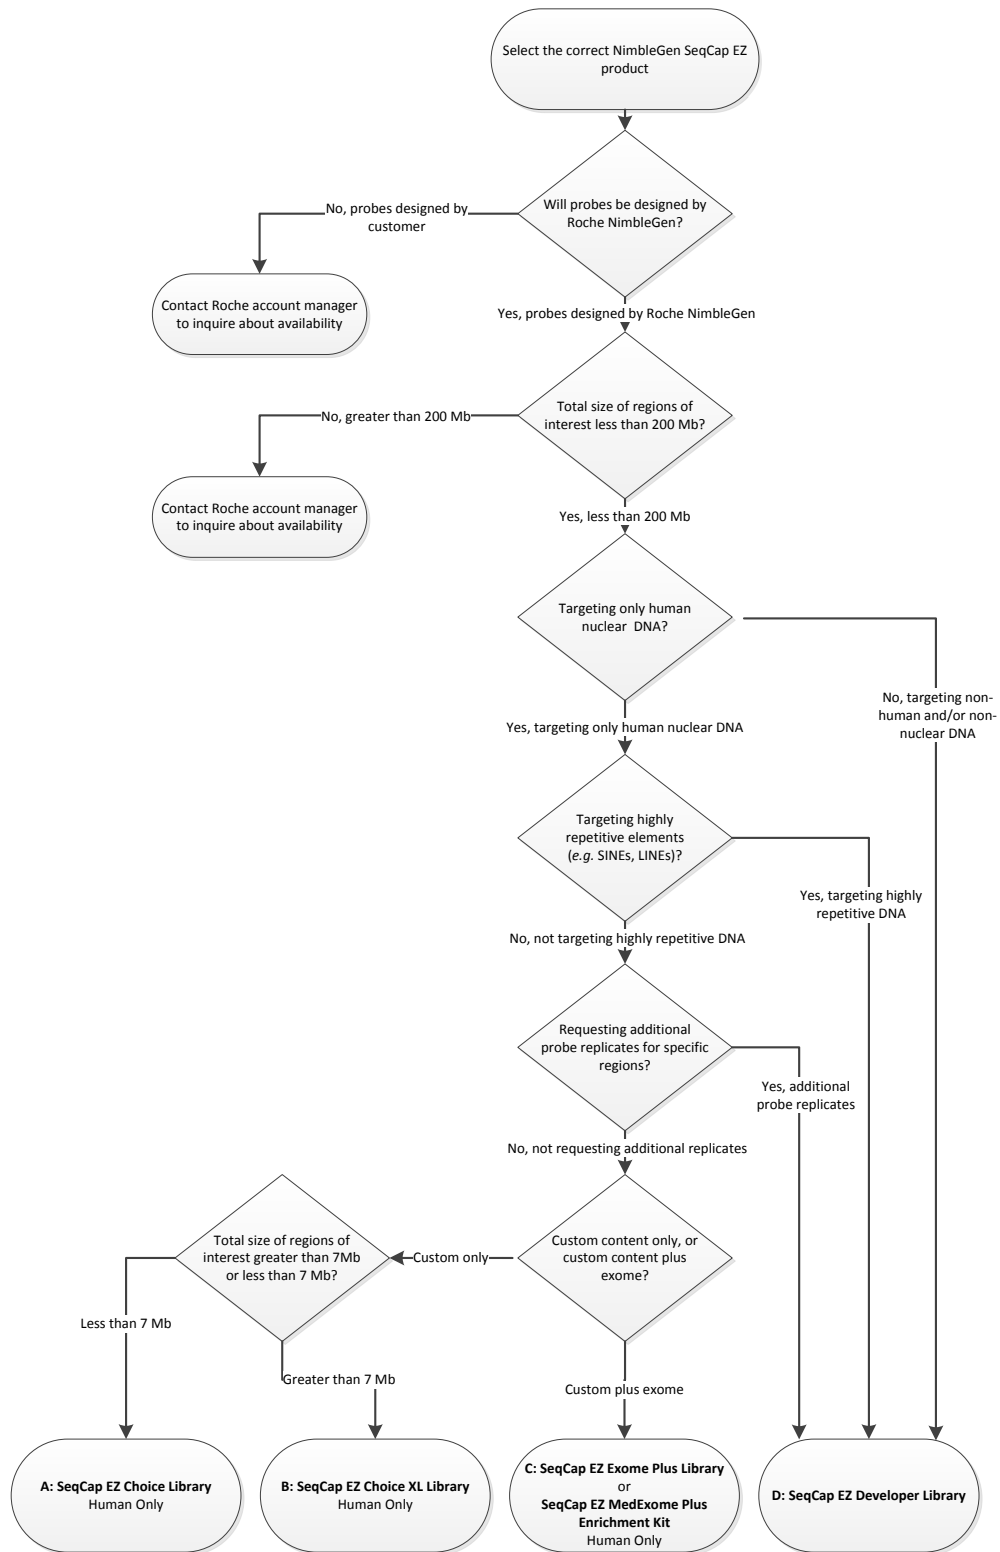 Select the correct NimbleGen SeqCap EZ
product
Will probes be designed by
Roche NimbleGen?
No, probes designed by
customer
Contact Roche account manager
to inquire about availability
Yes, probes designed by Roche NimbleGen
Total size of regions of
interest less than 200 Mb?
No, greater than 200 Mb
Contact Roche account manager
to inquire about availability
Yes, less than 200 Mb
Targeting only human
nuclear DNA?
No, targeting non-
human and/or non-
nuclear DNA
Yes, targeting only human nuclear DNA
Targeting highly
repetitive elements
(e.g. SINEs, LINEs)?
Yes, targeting highly
repetitive DNA
No, not targeting highly repetitive DNA
Requesting additional
probe replicates for specific
regions?
Yes, additional
probe replicates
No, not requesting additional replicates
Custom content only, or
custom content plus
exome?
Custom only
Total size of regions of
interest greater than 7Mb
or less than 7 Mb?
Less than 7 Mb
Greater than 7 Mb
Custom plus exome
A: SeqCap EZ Choice Library
Human Only
B: SeqCap EZ Choice XL Library
Human Only
C: SeqCap EZ Exome Plus Library
or
SeqCap EZ MedExome Plus
Enrichment Kit
Human Only
D: SeqCap EZ Developer Library